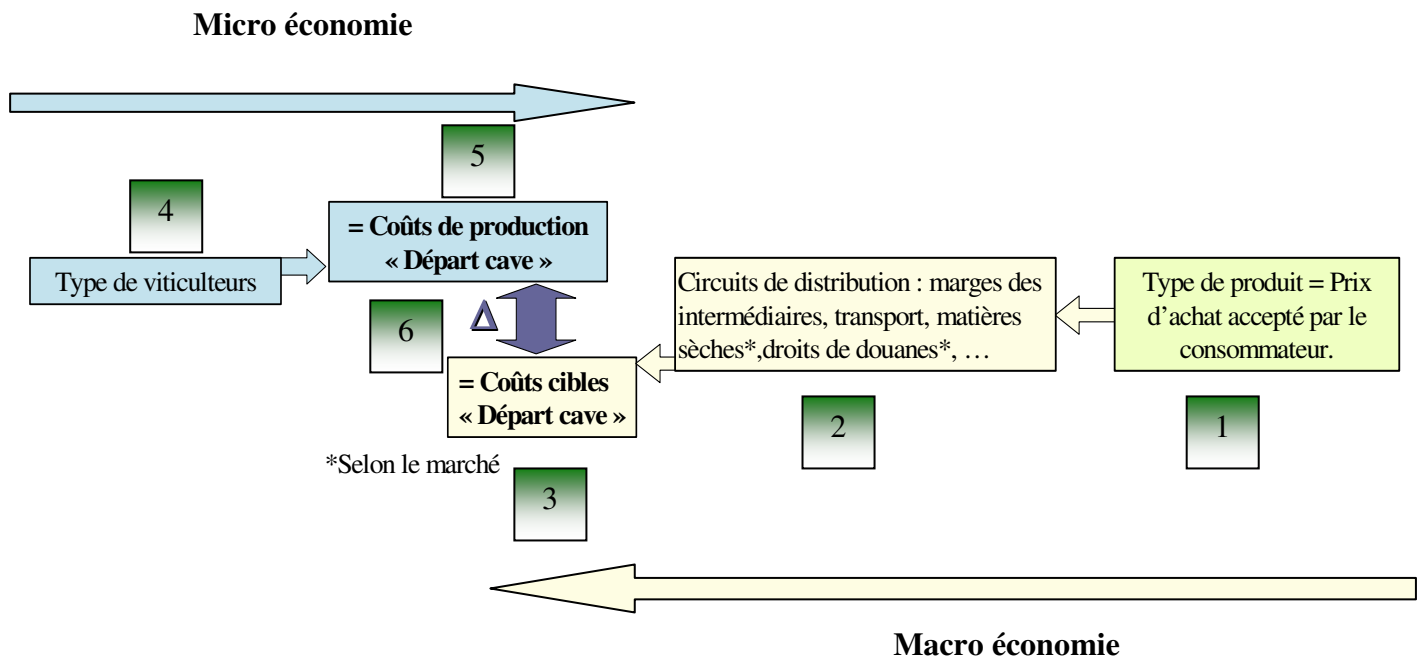 Micro économie
5
4
= Coûts de production
« Départ cave »
Type de viticulteurs
6
Δ
Circuits de distribution : marges des
intermédiaires, transport, matières
sèches*,droits de douanes*, …
Type de produit = Prix
d’achat accepté par le
consommateur.
= Coûts cibles
« Départ cave »
2
1
*Selon le marché
3
Macro économie